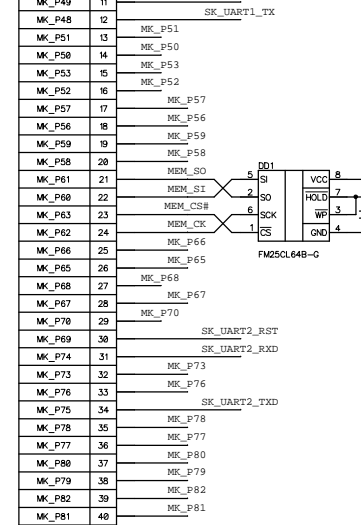 MK_P49 11
MK_P48 12 SK_UART1_TX
MK_P51 13 MK_P51
MK_P50 14 MK_P50
MK_P53 15 MK_P53
MK_P52 16 MK_P52
MK_P57 17 MK_P57
MK_P56 18 MK_P56
MK_P59 19 MK_P59
MK_P58 20 MK_P58
MK_P61 21 MEM_SO
MK_P60 22 MEM_SI
MK_P63 23 MEM_CS#
MK_P62 24 MEM_CK
MK_P66 25 MK_P66
MK_P65 26 MK_P65
MK_P68 27 MK_P68
MK_P67 28 MK_P67
MK_P70 29 MK_P70
MK_P69 30 SK_UART2_RST
MK_P74 31 SK_UART2_RXD
MK_P73 32 MK_P73
MK_P76 33 MK_P76
MK_P75 34 SK_UART2_TXD
MK_P78 35 MK_P78
MK_P77 36 MK_P77
MK_P80 37 MK_P80
MK_P79 38 MK_P79
MK_P82 39 MK_P82
MK_P81 40 MK_P81
DD1
5 SI VCC 8
2 SO HOLD 7
6 SCK WP 3
1 CS GND 4
FM25CL64B-G